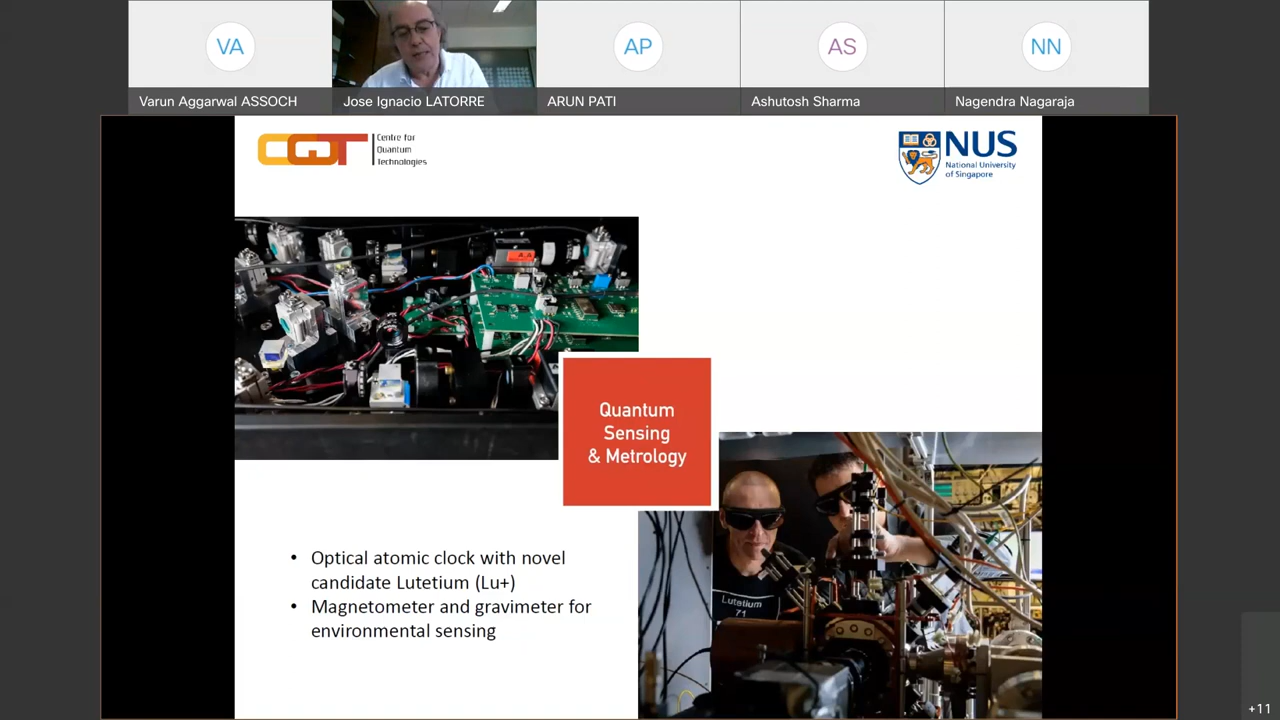 VA
AP
AS
NN
Varun Aggarwal ASSOCH
Jose Ignacio LATORRE
ARUN PATI
Ashutosh Sharma
Nagendra Nagaraja
CQT
Centre for
Quantum
Technologies
NUS
National University
of Singapore
Quantum
Sensing
& Metrology
• Optical atomic clock with novel
candidate Lutetium (Lu+)
• Magnetometer and gravimeter for
environmental sensing
Lutetium
71
+11